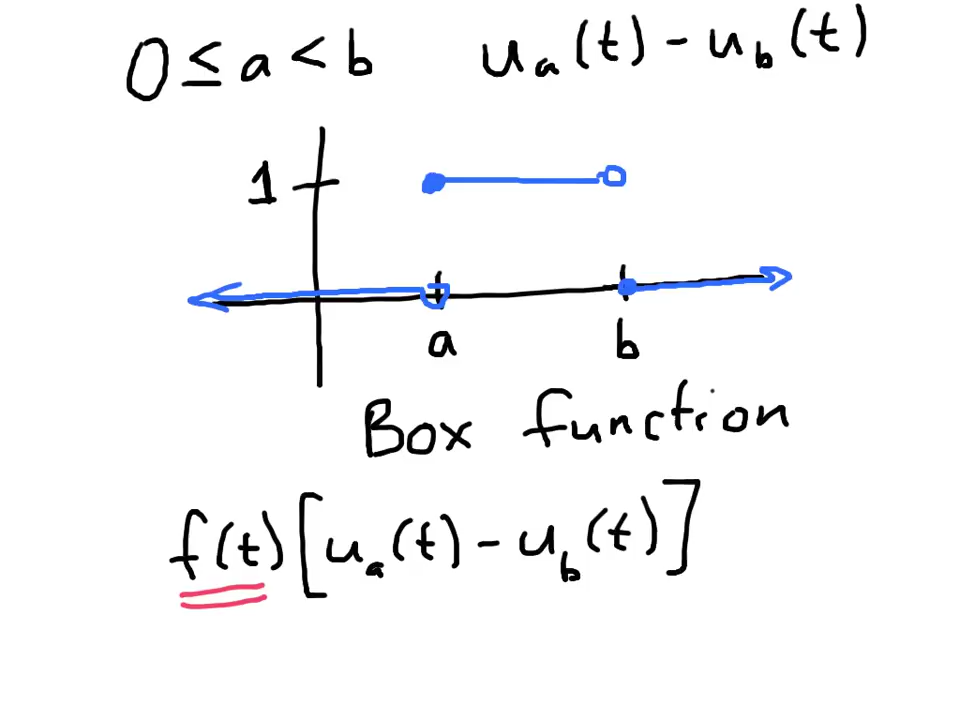 0 ≤ a < b u_a(t) - u_b(t)
1
a b
Box function
f(t)[u_a(t) - u_b(t)]